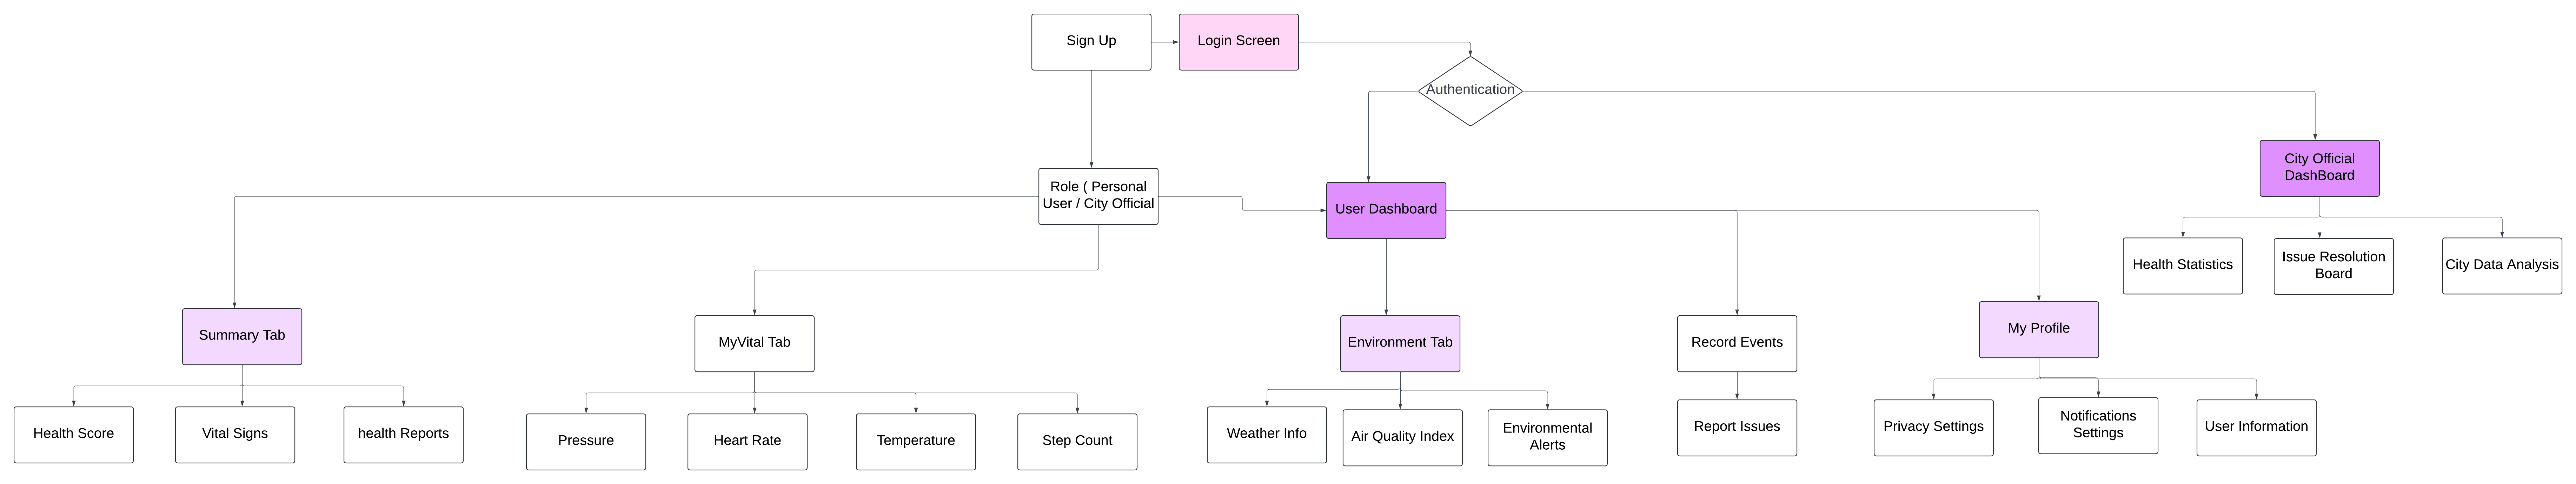 Sign Up
Login Screen
Authentication
City Official
DashBoard
Role ( Personal
User / City Official
User Dashboard
Health Statistics
Issue Resolution
Board
City Data Analysis
Summary Tab
MyVital Tab
Environment Tab
Record Events
My Profile
Health Score
Vital Signs
health Reports
Pressure
Heart Rate
Temperature
Step Count
Weather Info
Air Quality Index
Environmental
Alerts
Report Issues
Privacy Settings
Notifications
Settings
User Information